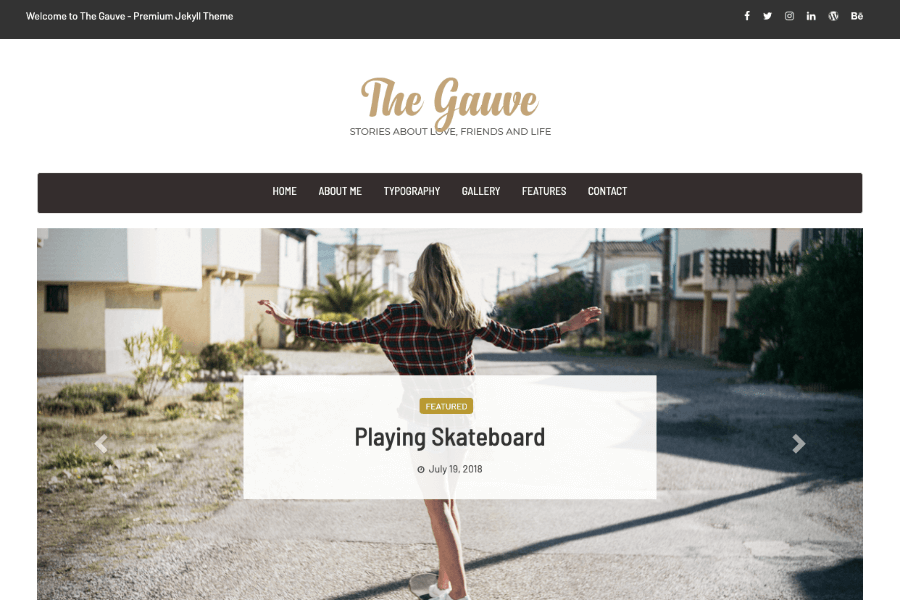 Welcome to The Gauve - Premium Jekyll Theme
Bē
The Gauve
STORIES ABOUT LOVE, FRIENDS AND LIFE
HOME ABOUT ME TYPOGRAPHY GALLERY FEATURES CONTACT
FEATURED
Playing Skateboard
July 19, 2018